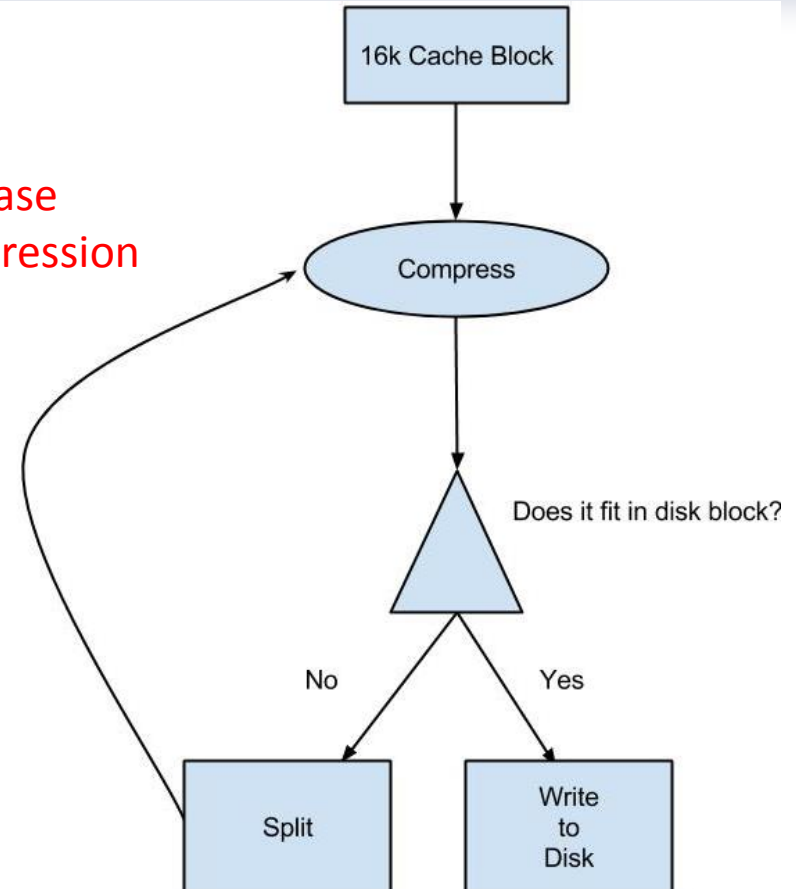 16k Cache Block
ase
ression
Compress
Does it fit in disk block?
No
Yes
Split
Write
to
Disk